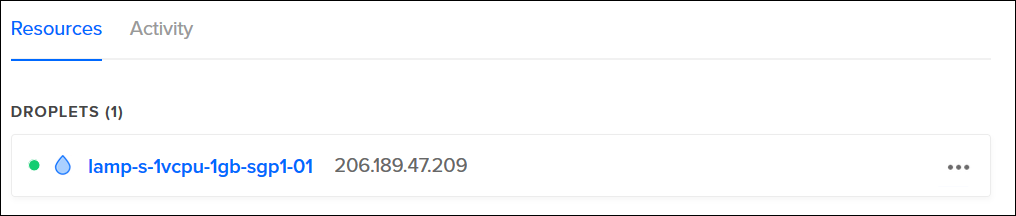 Resources Activity
DROPLETS (1)
lamp-s-1vcpu-1gb-sgp1-01 206.189.47.209